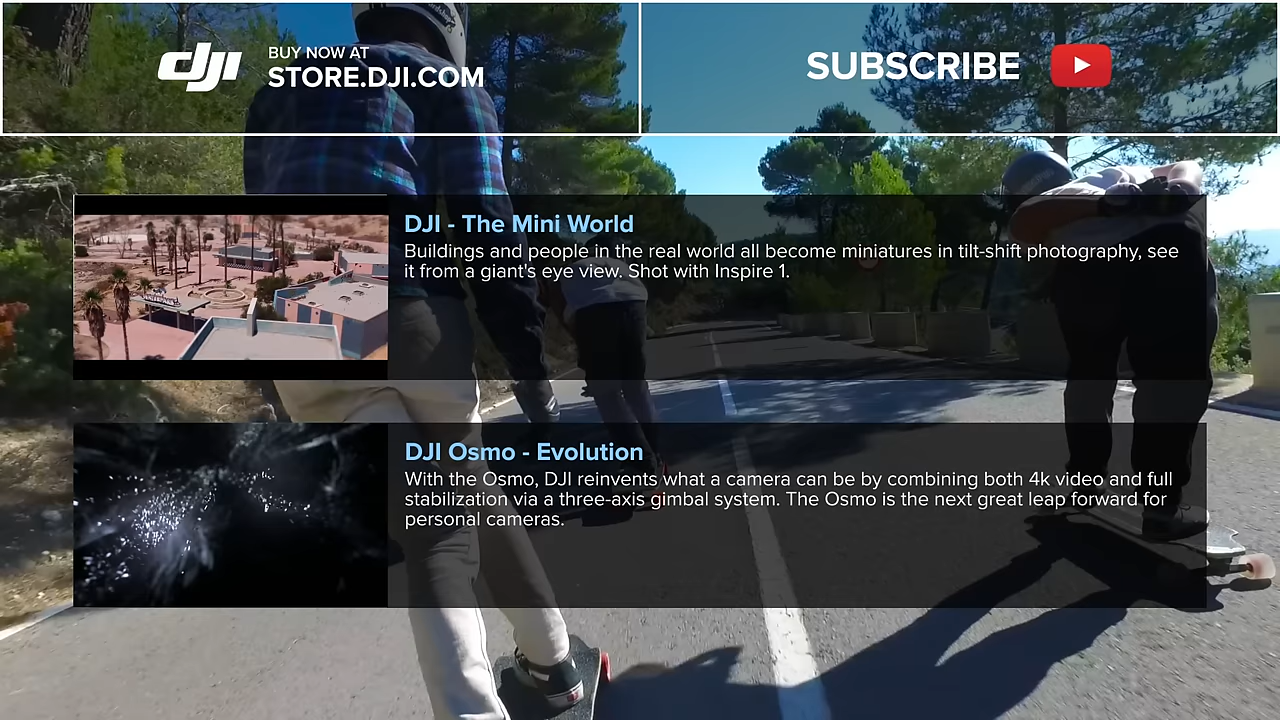 dji
BUY NOW AT
STORE.DJI.COM
SUBSCRIBE
DJI - The Mini World
Buildings and people in the real world all become miniatures in tilt-shift photography, see
it from a giant's eye view. Shot with Inspire 1.
DJI Osmo - Evolution
With the Osmo, DJI reinvents what a camera can be by combining both 4k video and full
stabilization via a three-axis gimbal system. The Osmo is the next great leap forward for
personal cameras.